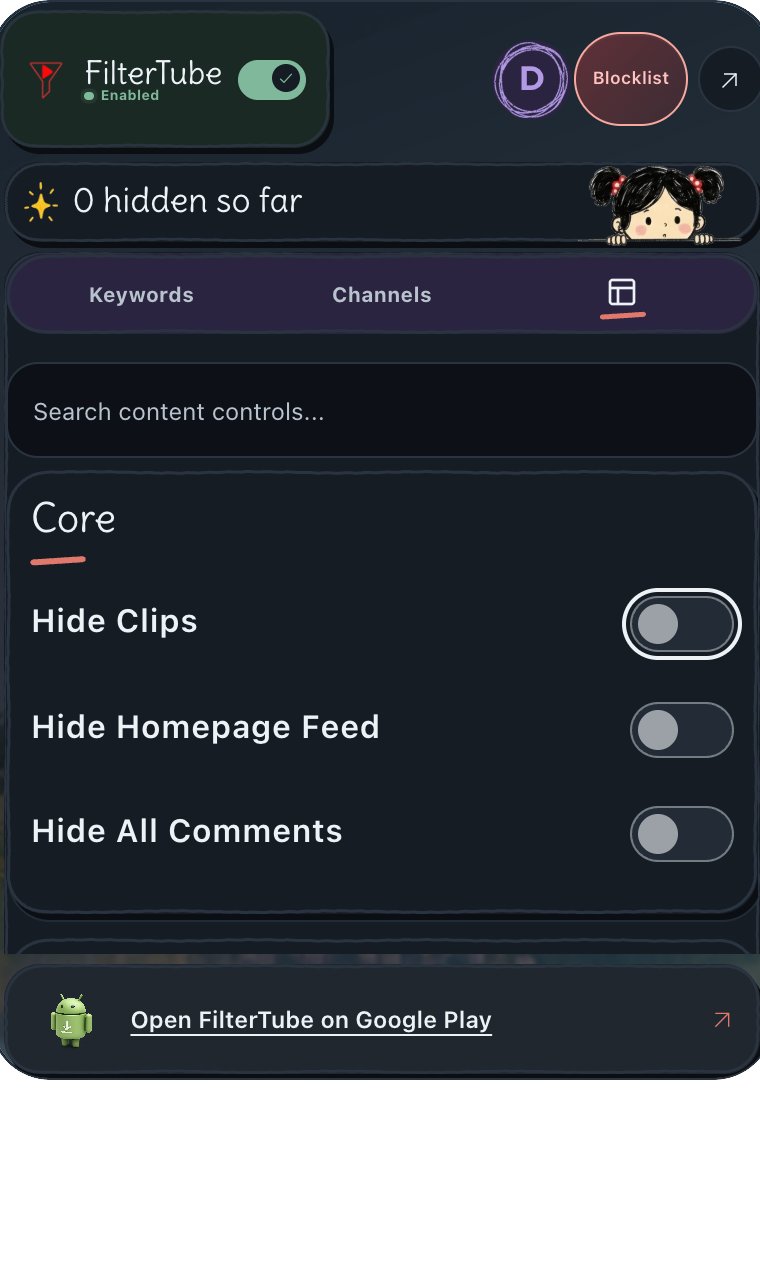 FilterTube
Enabled
D
Blocklist
0 hidden so far
Keywords
Channels
Search content controls...
Core
Hide Clips
Hide Homepage Feed
Hide All Comments
Open FilterTube on Google Play